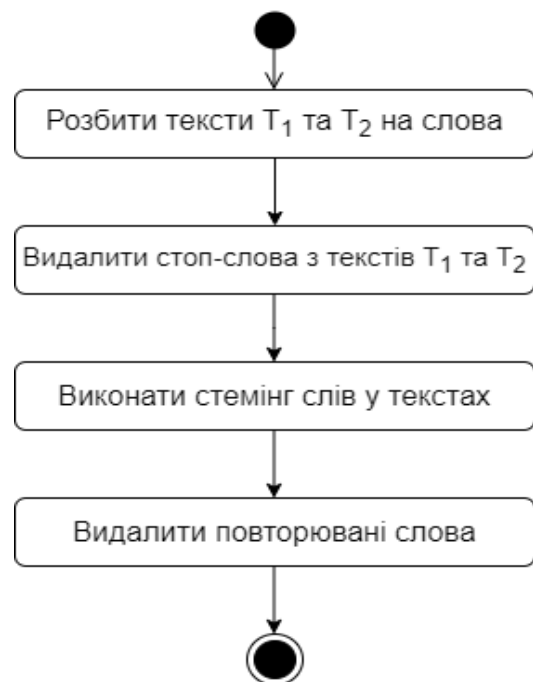 Розбити тексти T₁ та T₂ на слова
Видалити стоп-слова з текстів T₁ та T₂
Виконати стемінг слів у текстах
Видалити повторювані слова